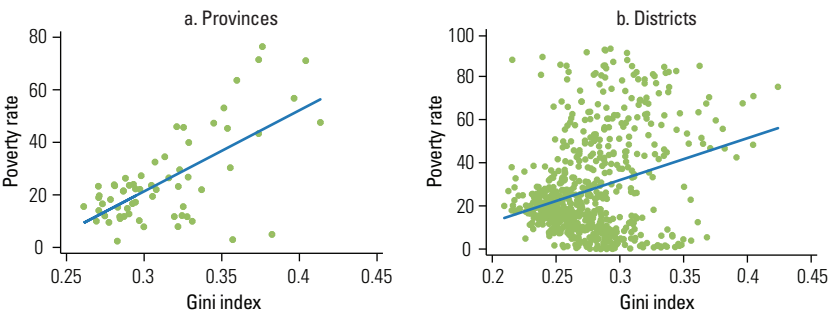 a. Provinces
80
60
40
20
0
Poverty rate
0.25 0.3 0.35 0.4 0.45
Gini index
b. Districts
100
80
60
40
20
0
Poverty rate
0.2 0.25 0.3 0.35 0.4 0.45
Gini index